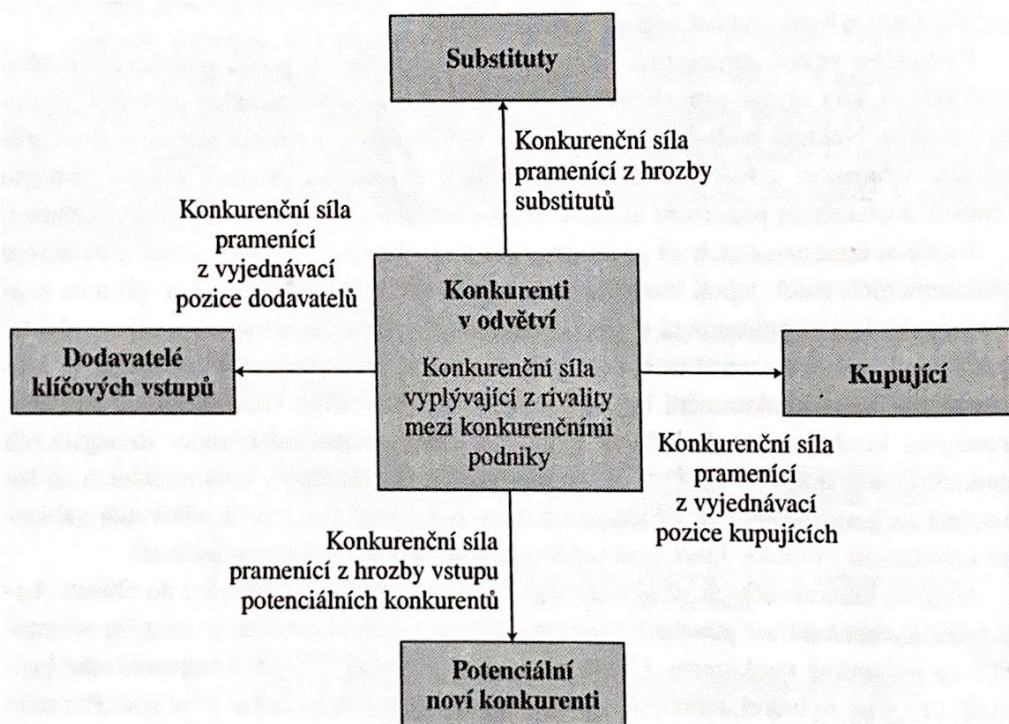 Substituty
Konkurenční síla
pramenící z hrozby
substitutů
Konkurenční síla
pramenící
z vyjednávací
pozice dodavatelů
Konkurenti
v odvětví
Konkurenční síla
vyplývající z rivality
mezi konkurenčními
podniky
Dodavatelé
klíčových vstupů
Kupující
Konkurenční síla
pramenící
z vyjednávací
pozice kupujících
Konkurenční síla
pramenící z hrozby vstupu
potenciálních konkurentů
Potenciální
noví konkurenti